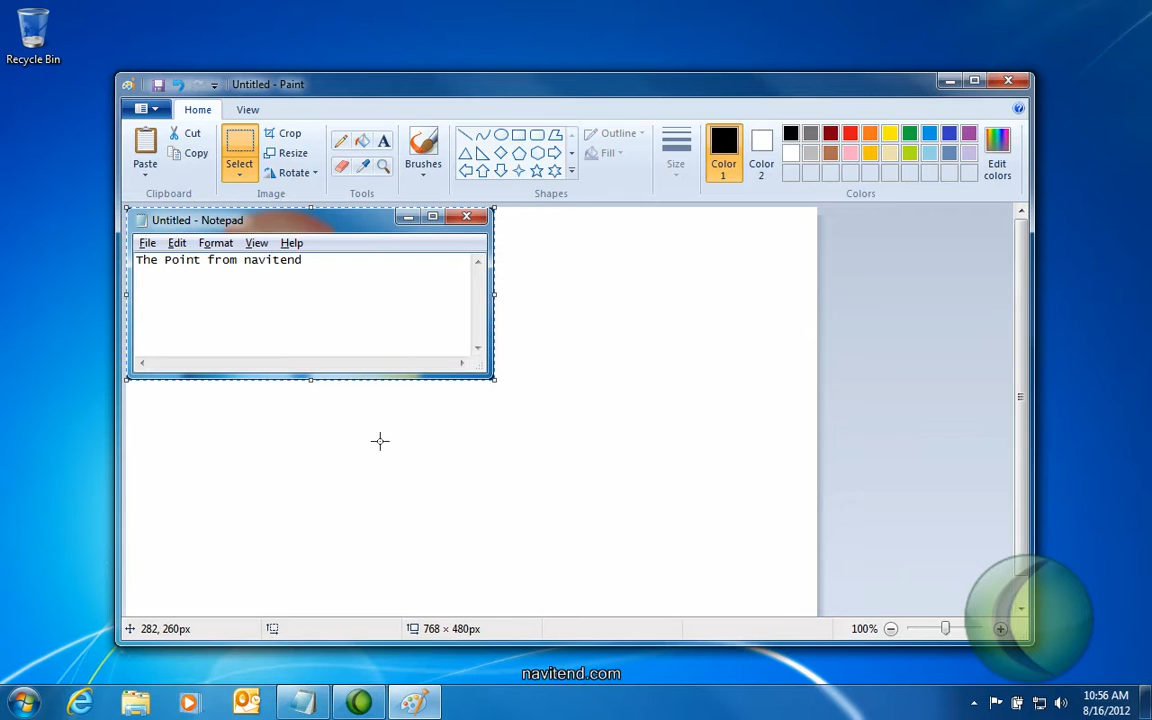 Recycle Bin
Untitled - Paint
Home View
Cut
Copy
Paste
Clipboard
Select
Crop
Resize
Rotate
Image
Tools
Brushes
Outline
Fill
Shapes
Size
Color 1
Color 2
Edit colors
Colors
Untitled - Notepad
File Edit Format View Help
The Point from navitend
282, 260px
768 × 480px
100%
navitend.com
10:56 AM
8/16/2012